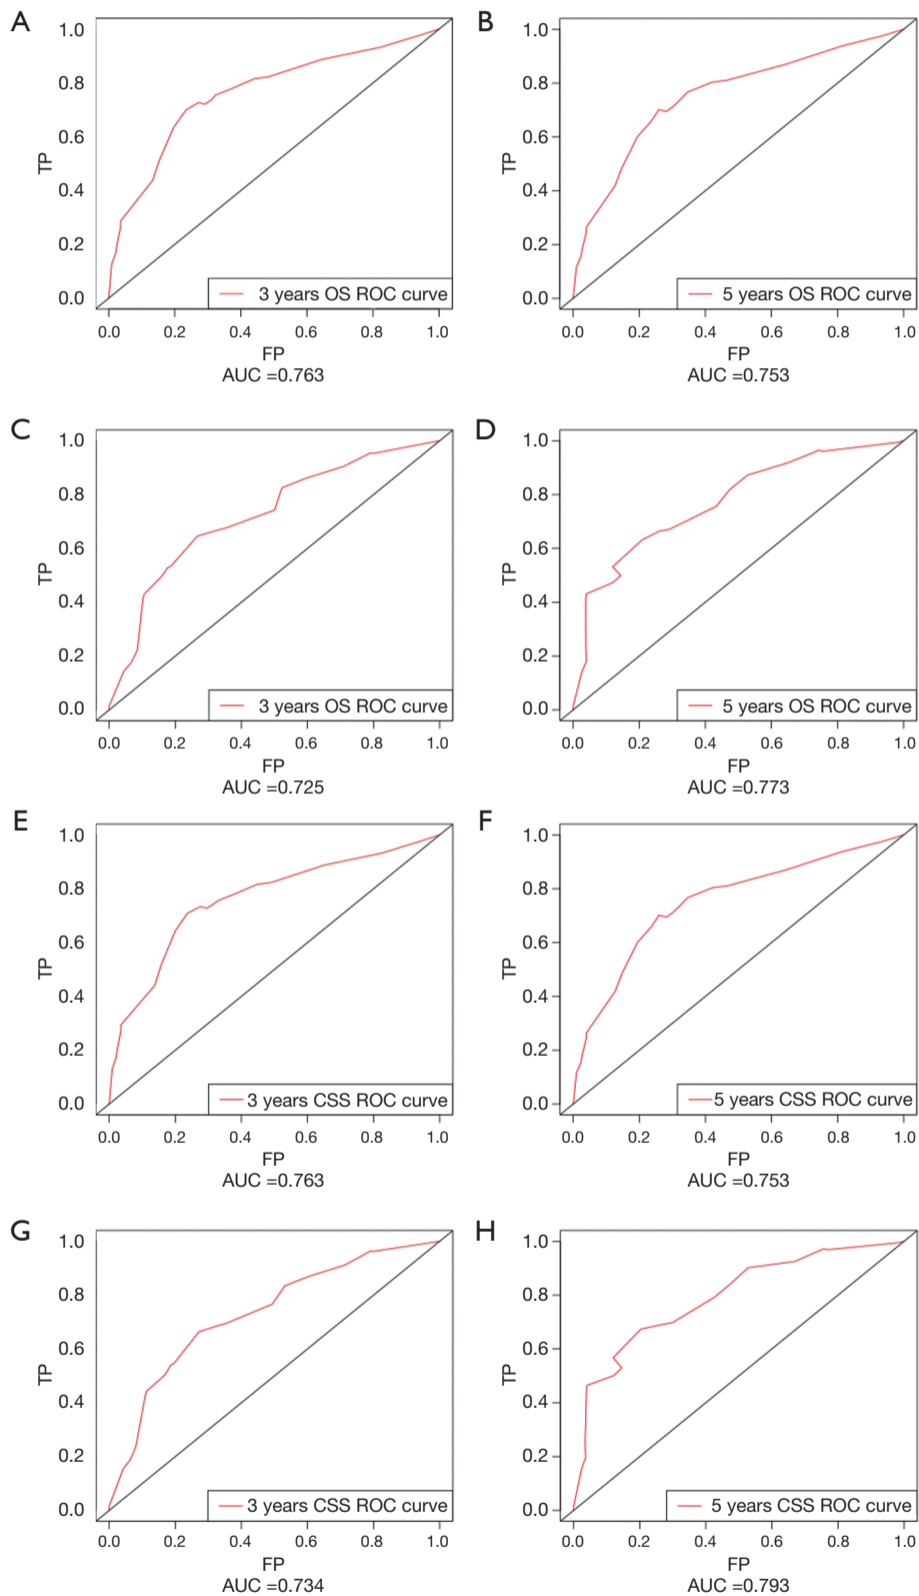 A
B
1.0
0.8
0.6
0.4
0.2
0.0
TP
3 years OS ROC curve
0.0 0.2 0.4 0.6 0.8 1.0
FP
AUC =0.763
1.0
0.8
0.6
0.4
0.2
0.0
TP
5 years OS ROC curve
0.0 0.2 0.4 0.6 0.8 1.0
FP
AUC =0.753
C
D
1.0
0.8
0.6
0.4
0.2
0.0
TP
3 years OS ROC curve
0.0 0.2 0.4 0.6 0.8 1.0
FP
AUC =0.725
1.0
0.8
0.6
0.4
0.2
0.0
TP
5 years OS ROC curve
0.0 0.2 0.4 0.6 0.8 1.0
FP
AUC =0.773
E
F
1.0
0.8
0.6
0.4
0.2
0.0
TP
3 years CSS ROC curve
0.0 0.2 0.4 0.6 0.8 1.0
FP
AUC =0.763
1.0
0.8
0.6
0.4
0.2
0.0
TP
5 years CSS ROC curve
0.0 0.2 0.4 0.6 0.8 1.0
FP
AUC =0.753
G
H
1.0
0.8
0.6
0.4
0.2
0.0
TP
3 years CSS ROC curve
0.0 0.2 0.4 0.6 0.8 1.0
FP
AUC =0.734
1.0
0.8
0.6
0.4
0.2
0.0
TP
5 years CSS ROC curve
0.0 0.2 0.4 0.6 0.8 1.0
FP
AUC =0.793